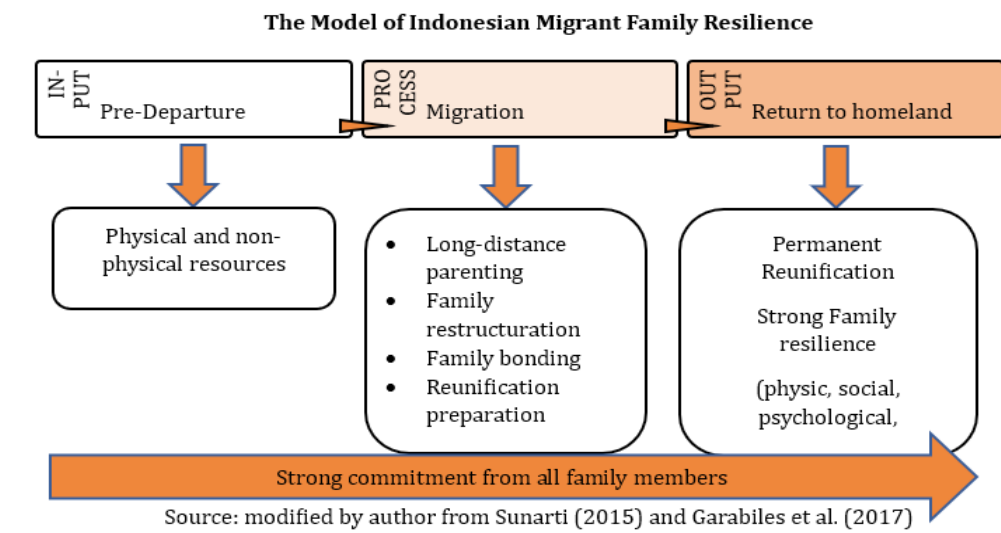 The Model of Indonesian Migrant Family Resilience
IN-
PUT
Pre-Departure
PRO
CESS
Migration
OUT
PUT
Return to homeland
Physical and non-
physical resources
• Long-distance
parenting
• Family
restructuration
• Family bonding
• Reunification
preparation
Permanent
Reunification
Strong Family
resilience
(physic, social,
psychological,
Strong commitment from all family members
Source: modified by author from Sunarti (2015) and Garabiles et al. (2017)